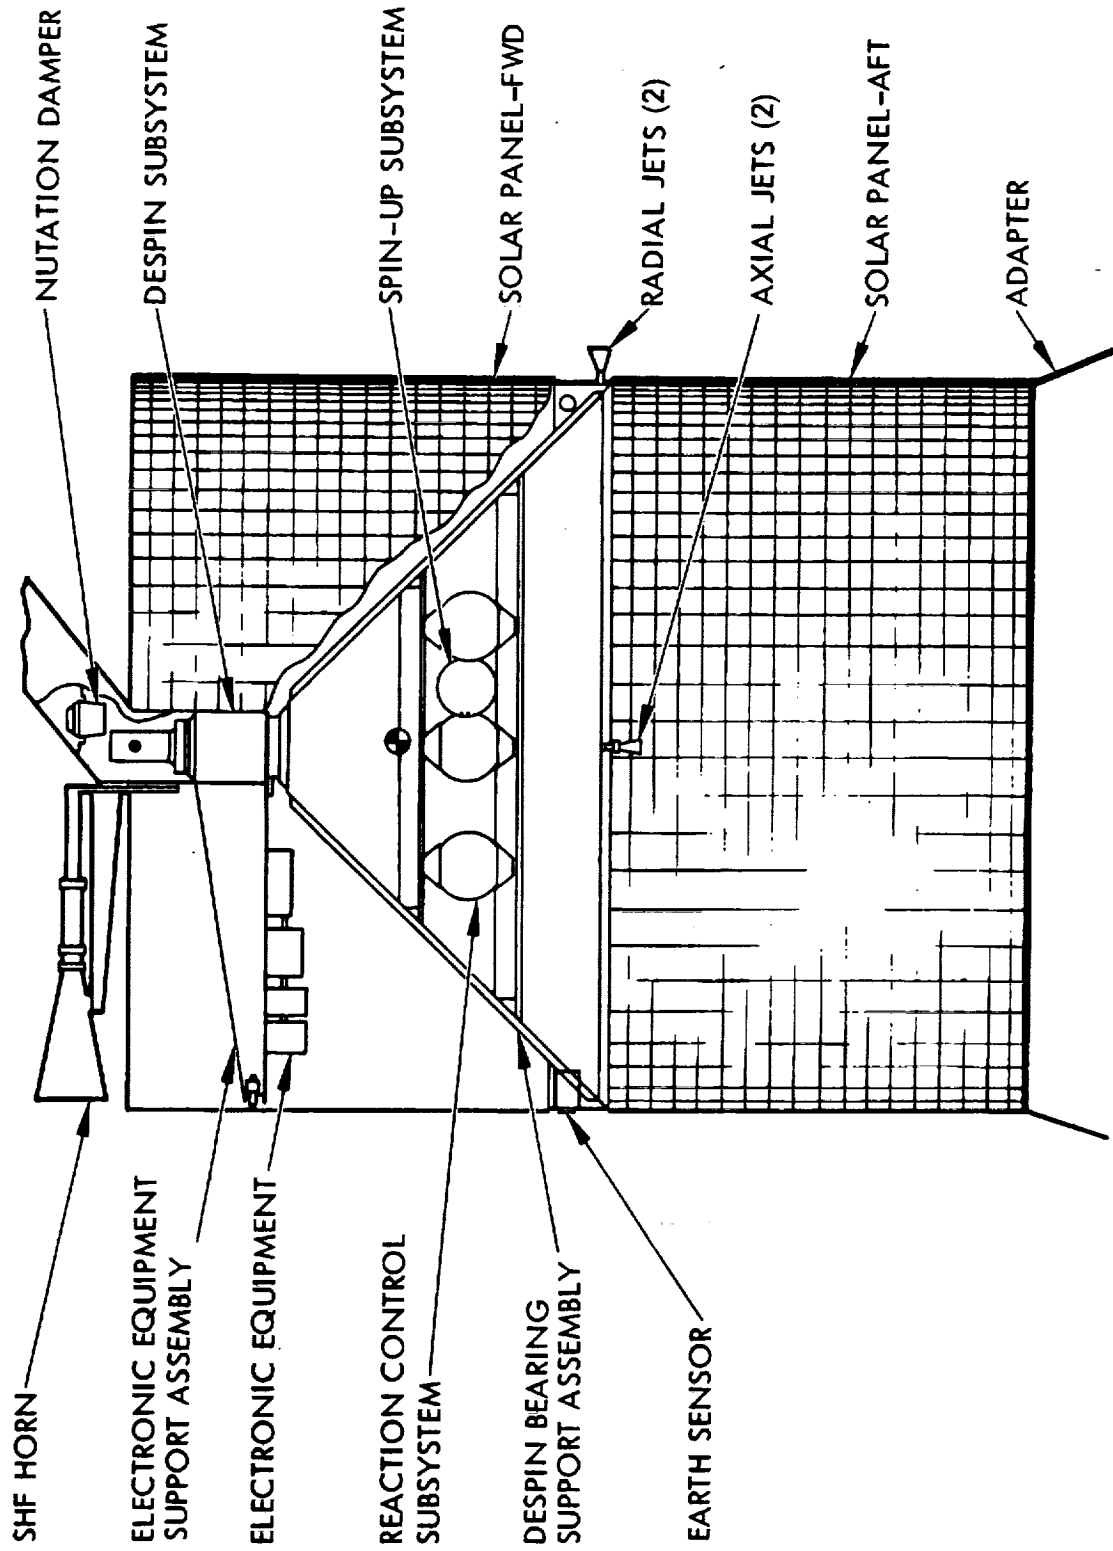 SHF HORN
ELECTRONIC EQUIPMENT
SUPPORT ASSEMBLY
ELECTRONIC EQUIPMENT
REACTION CONTROL
SUBSYSTEM
DESPIN BEARING
SUPPORT ASSEMBLY
EARTH SENSOR
NUTATION DAMPER
DESPIN SUBSYSTEM
SPIN-UP SUBSYSTEM
SOLAR PANEL-FWD
RADIAL JETS (2)
AXIAL JETS (2)
SOLAR PANEL-AFT
ADAPTER